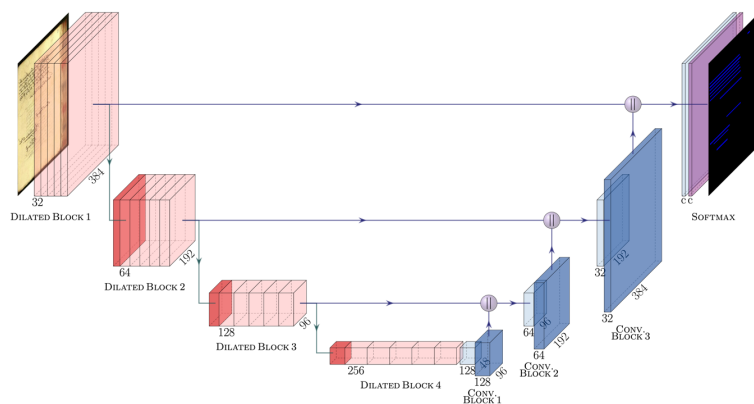 32
384
DILATED BLOCK 1
64
192
DILATED BLOCK 2
128
96
DILATED BLOCK 3
256
DILATED BLOCK 4
128
48
128
96
CONV.
BLOCK 1
64
96
64
192
CONV.
BLOCK 2
32
192
32
384
CONV.
BLOCK 3
||
||
||
c c
SOFTMAX